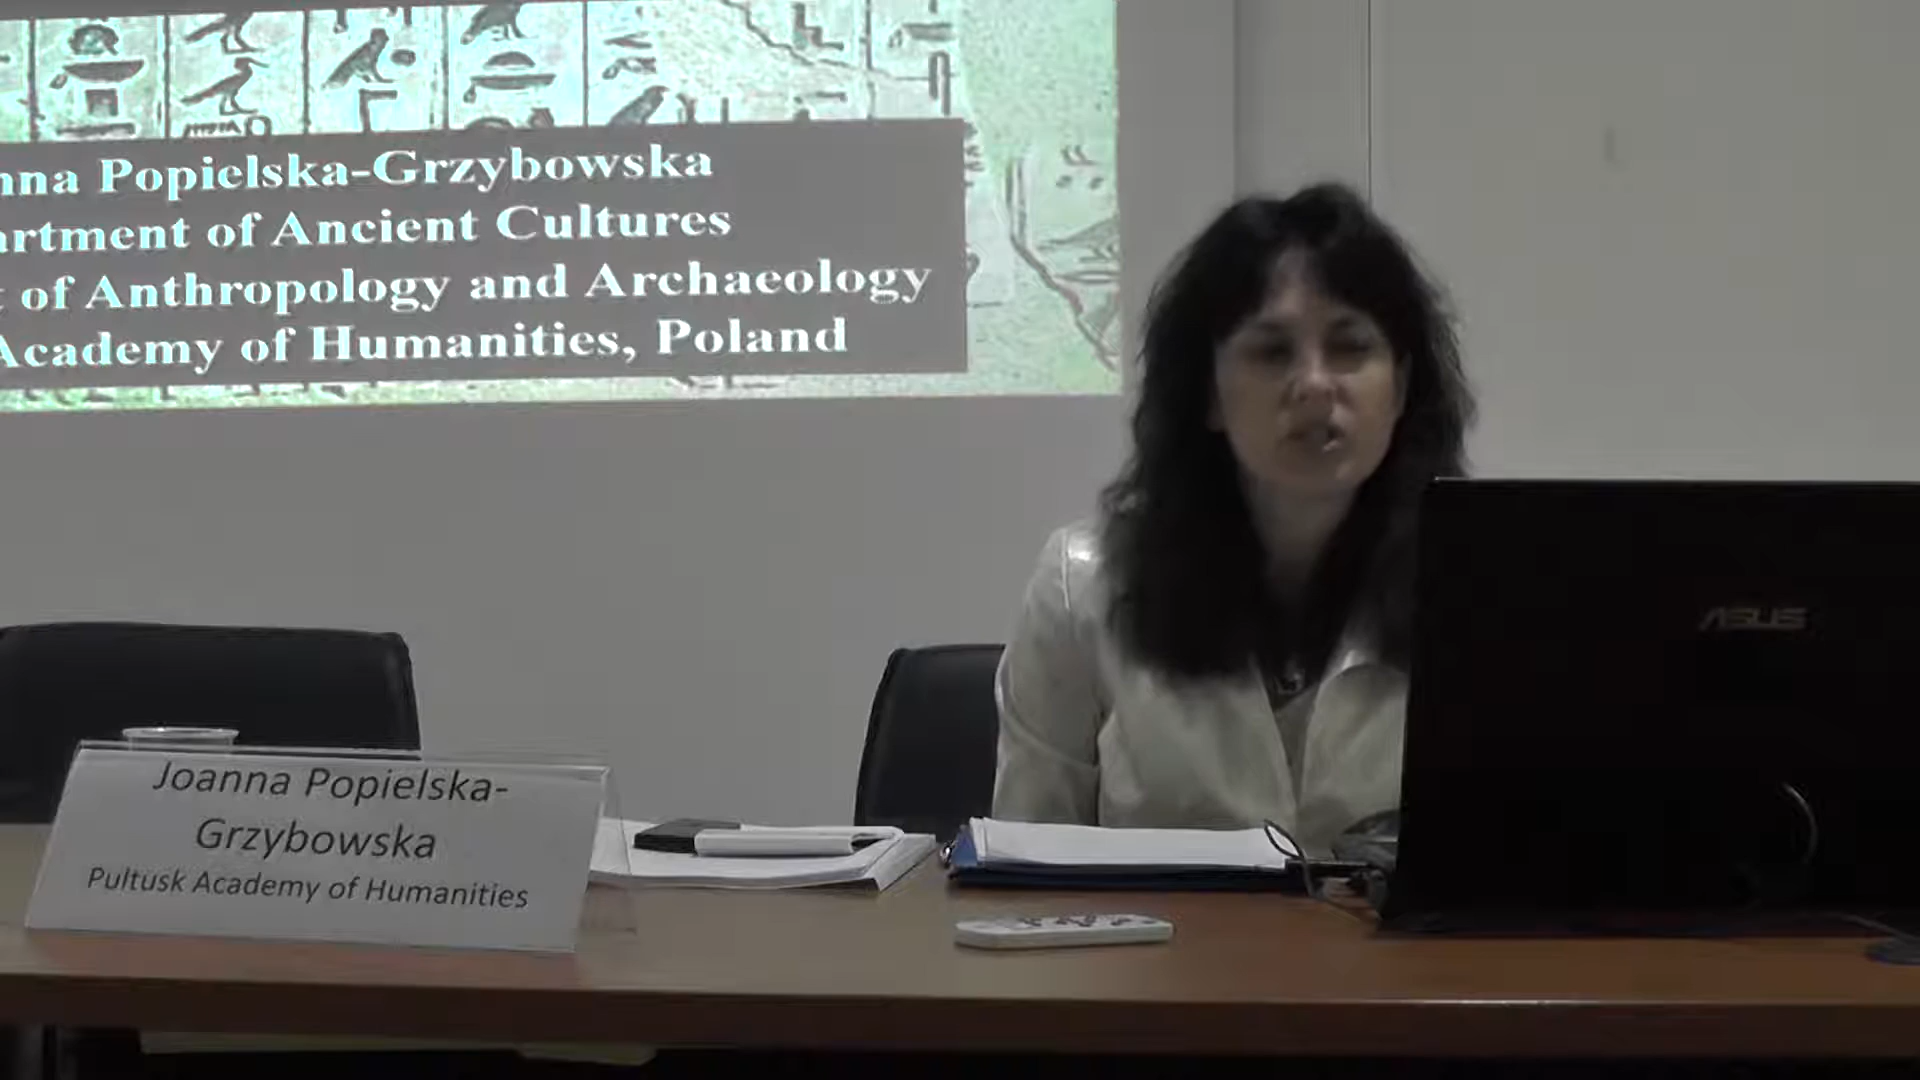 nna Popielska-Grzybowska
artment of Ancient Cultures
of Anthropology and Archaeology
Academy of Humanities, Poland
ASUS
Joanna Popielska-
Grzybowska
Pultusk Academy of Humanities